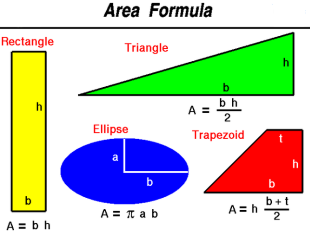 Area Formula
Rectangle
h
b
A = b h
Triangle
h
b
A = b h / 2
Ellipse
a
b
A = π a b
Trapezoid
t
h
b
A = h b + t / 2